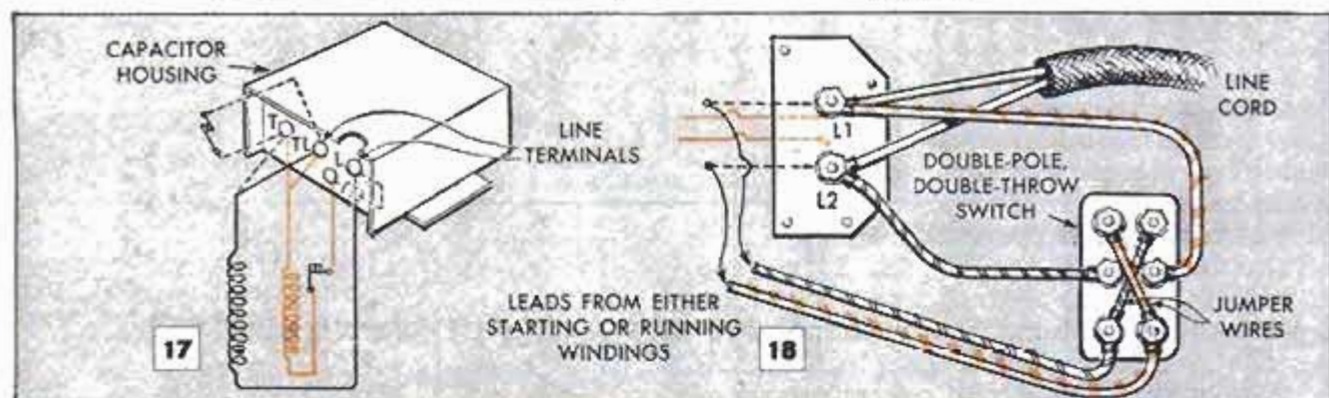 CAPACITOR
HOUSING
T
TL
L
LINE
TERMINALS
17
L1
L2
LINE
CORD
DOUBLE-POLE,
DOUBLE-THROW
SWITCH
LEADS FROM EITHER
STARTING OR RUNNING
WINDINGS
18
JUMPER
WIRES